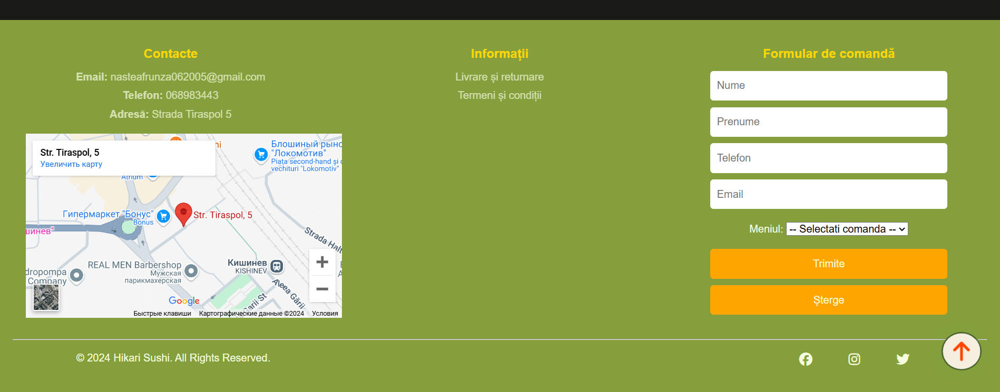 Contacte
Email: nasteafrunza062005@gmail.com
Telefon: 068983443
Adresă: Strada Tiraspol 5
Str. Tiraspol, 5
Увеличить карту
Atrium
Блошиный рыно
"Локомотив"
Piața second-hand și
vechituri "Lokomotiv"
Гипермаркет "Бонус"
Bonus
Str. Tiraspol, 5
шинев"
Strada Halt
REAL MEN Barbershop
Мужская
парикмахерская
dropompa
Company
Кишинев
KISHINEV
Aleea Gării
Garii St
Google
Быстрые клавиши
Картографические данные ©2024
Условия
Informații
Livrare și returnare
Termeni și condiții
Formular de comandă
Nume
Prenume
Telefon
Email
Meniul: -- Selectati comanda --
Trimite
Șterge
© 2024 Hikari Sushi. All Rights Reserved.